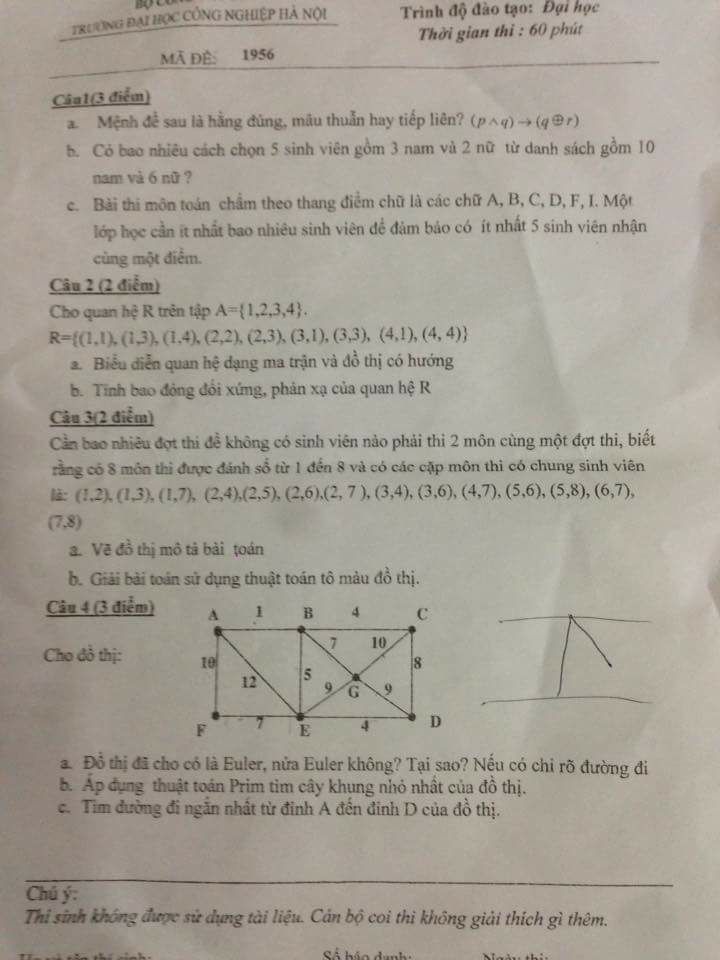 TRƯỜNG ĐẠI HỌC CÔNG NGHIỆP HÀ NỘI
Trình độ đào tạo: Đại học
Thời gian thi : 60 phút
MÃ ĐỀ: 1956
Câu1(3 điểm)
a. Mệnh đề sau là hằng đúng, mâu thuẫn hay tiếp liên? (p ∧ q) → (q ⊕ r)
b. Có bao nhiêu cách chọn 5 sinh viên gồm 3 nam và 2 nữ từ danh sách gồm 10
nam và 6 nữ ?
c. Bài thi môn toán chấm theo thang điểm chữ là các chữ A, B, C, D, F, I. Một
lớp học cần ít nhất bao nhiêu sinh viên để đảm bảo có ít nhất 5 sinh viên nhận
cùng một điểm.
Câu 2 (2 điểm)
Cho quan hệ R trên tập A={1,2,3,4}.
R={(1,1), (1,3), (1,4), (2,2), (2,3), (3,1), (3,3), (4,1), (4, 4)}
a. Biểu diễn quan hệ dạng ma trận và đồ thị có hướng
b. Tính bao đóng đối xứng, phản xạ của quan hệ R
Câu 3(2 điểm)
Cần bao nhiêu đợt thi để không có sinh viên nào phải thi 2 môn cùng một đợt thi, biết
rằng có 8 môn thi được đánh số từ 1 đến 8 và có các cặp môn thi có chung sinh viên
là: (1,2), (1,3), (1,7), (2,4),(2,5), (2,6),(2, 7 ), (3,4), (3,6), (4,7), (5,6), (5,8), (6,7),
(7,8)
a. Vẽ đồ thị mô tả bài toán
b. Giải bài toán sử dụng thuật toán tô màu đồ thị.
Câu 4 (3 điểm)
A 1 B 4 C
7 10
Cho đồ thị: 10 8
12 5 9 G 9
F 7 E 4 D
a. Đồ thị đã cho có là Euler, nửa Euler không? Tại sao? Nếu có chỉ rõ đường đi
b. Áp dụng thuật toán Prim tìm cây khung nhỏ nhất của đồ thị.
c. Tìm đường đi ngắn nhất từ đỉnh A đến đỉnh D của đồ thị.
Chú ý:
Thí sinh không được sử dụng tài liệu. Cán bộ coi thi không giải thích gì thêm.
Số báo danh:
Ngày thi: